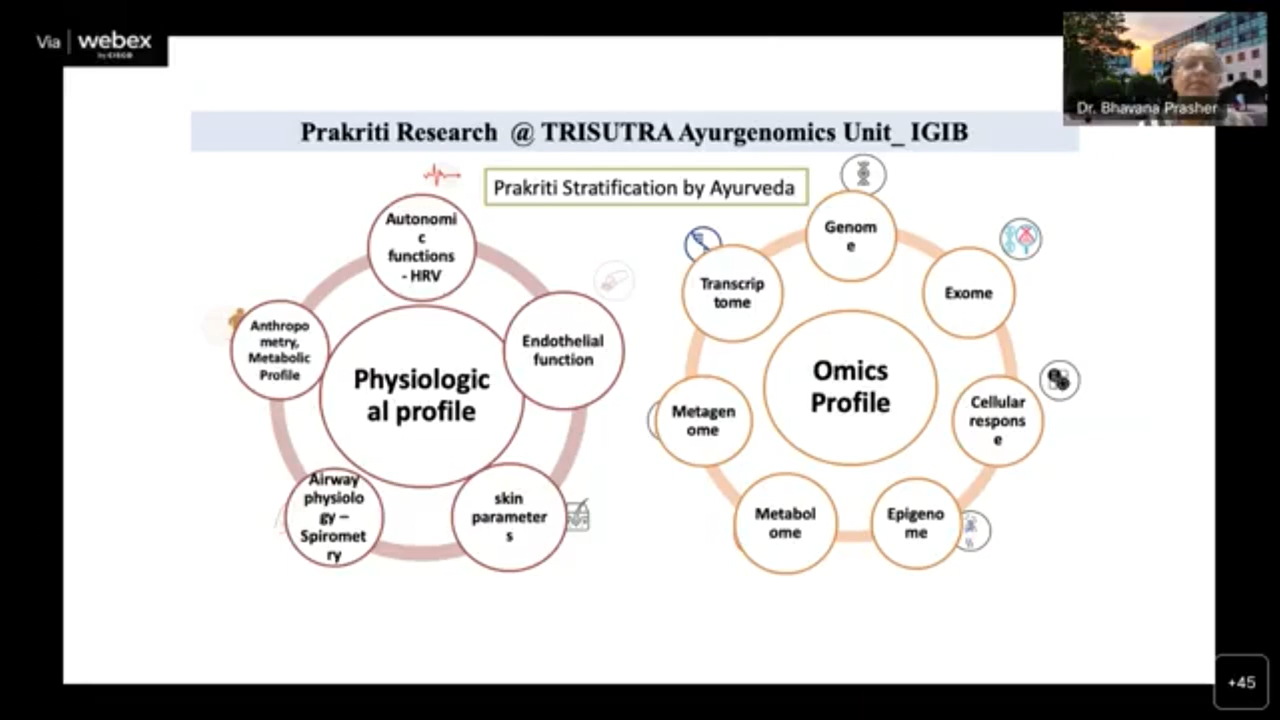 Via | webex
by CISCO
Dr. Bhavana Prasher
Prakriti Research @ TRISUTRA Ayurgenomics Unit_ IGIB
Prakriti Stratification by Ayurveda
Physiologic
al profile
Autonomi
c
functions
- HRV
Endothelial
function
skin
parameter
s
Airway
physiolo
gy –
Spiromet
ry
Anthropo
metry,
Metabolic
Profile
Omics
Profile
Genom
e
Exome
Cellular
respons
e
Epigeno
me
Metabol
ome
Metagen
ome
Transcrip
tome
+45